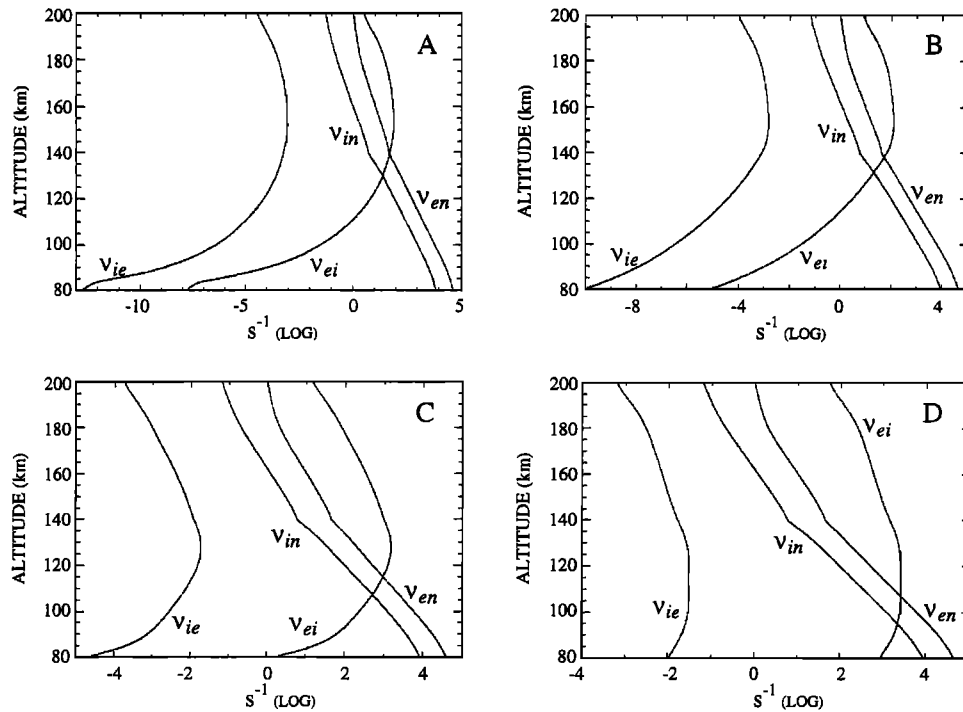 A
200
180
160
140
120
100
80
ALTITUDE (km)
ν_in
ν_en
ν_ie
ν_ei
-10
-5
0
5
S^-1 (LOG)
B
200
180
160
140
120
100
80
ALTITUDE (km)
ν_in
ν_en
ν_ie
ν_ei
-8
-4
0
4
S^-1 (LOG)
C
200
180
160
140
120
100
80
ALTITUDE (km)
ν_in
ν_en
ν_ie
ν_ei
-4
-2
0
2
4
S^-1 (LOG)
D
200
180
160
140
120
100
80
ALTITUDE (km)
ν_ei
ν_in
ν_ie
ν_en
-4
-2
0
2
4
S^-1 (LOG)